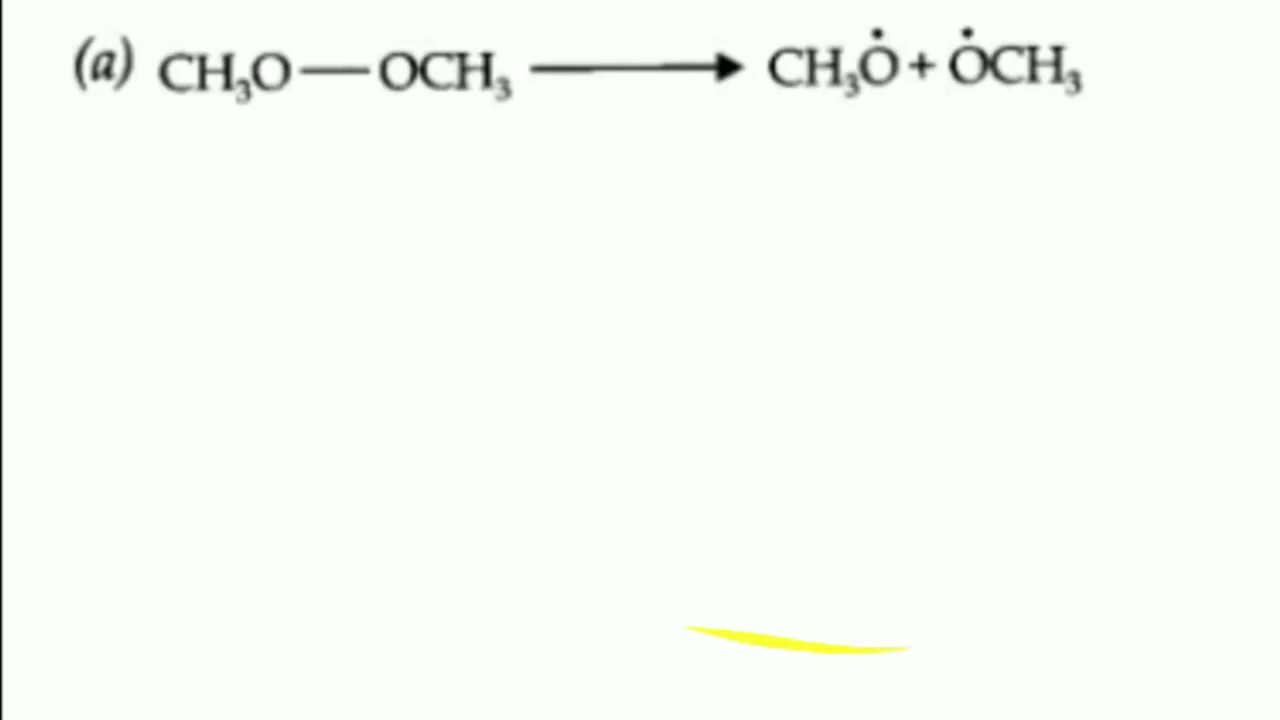 (a) CH₃O—OCH₃ ⟶ CH₃Ȯ + ȮCH₃